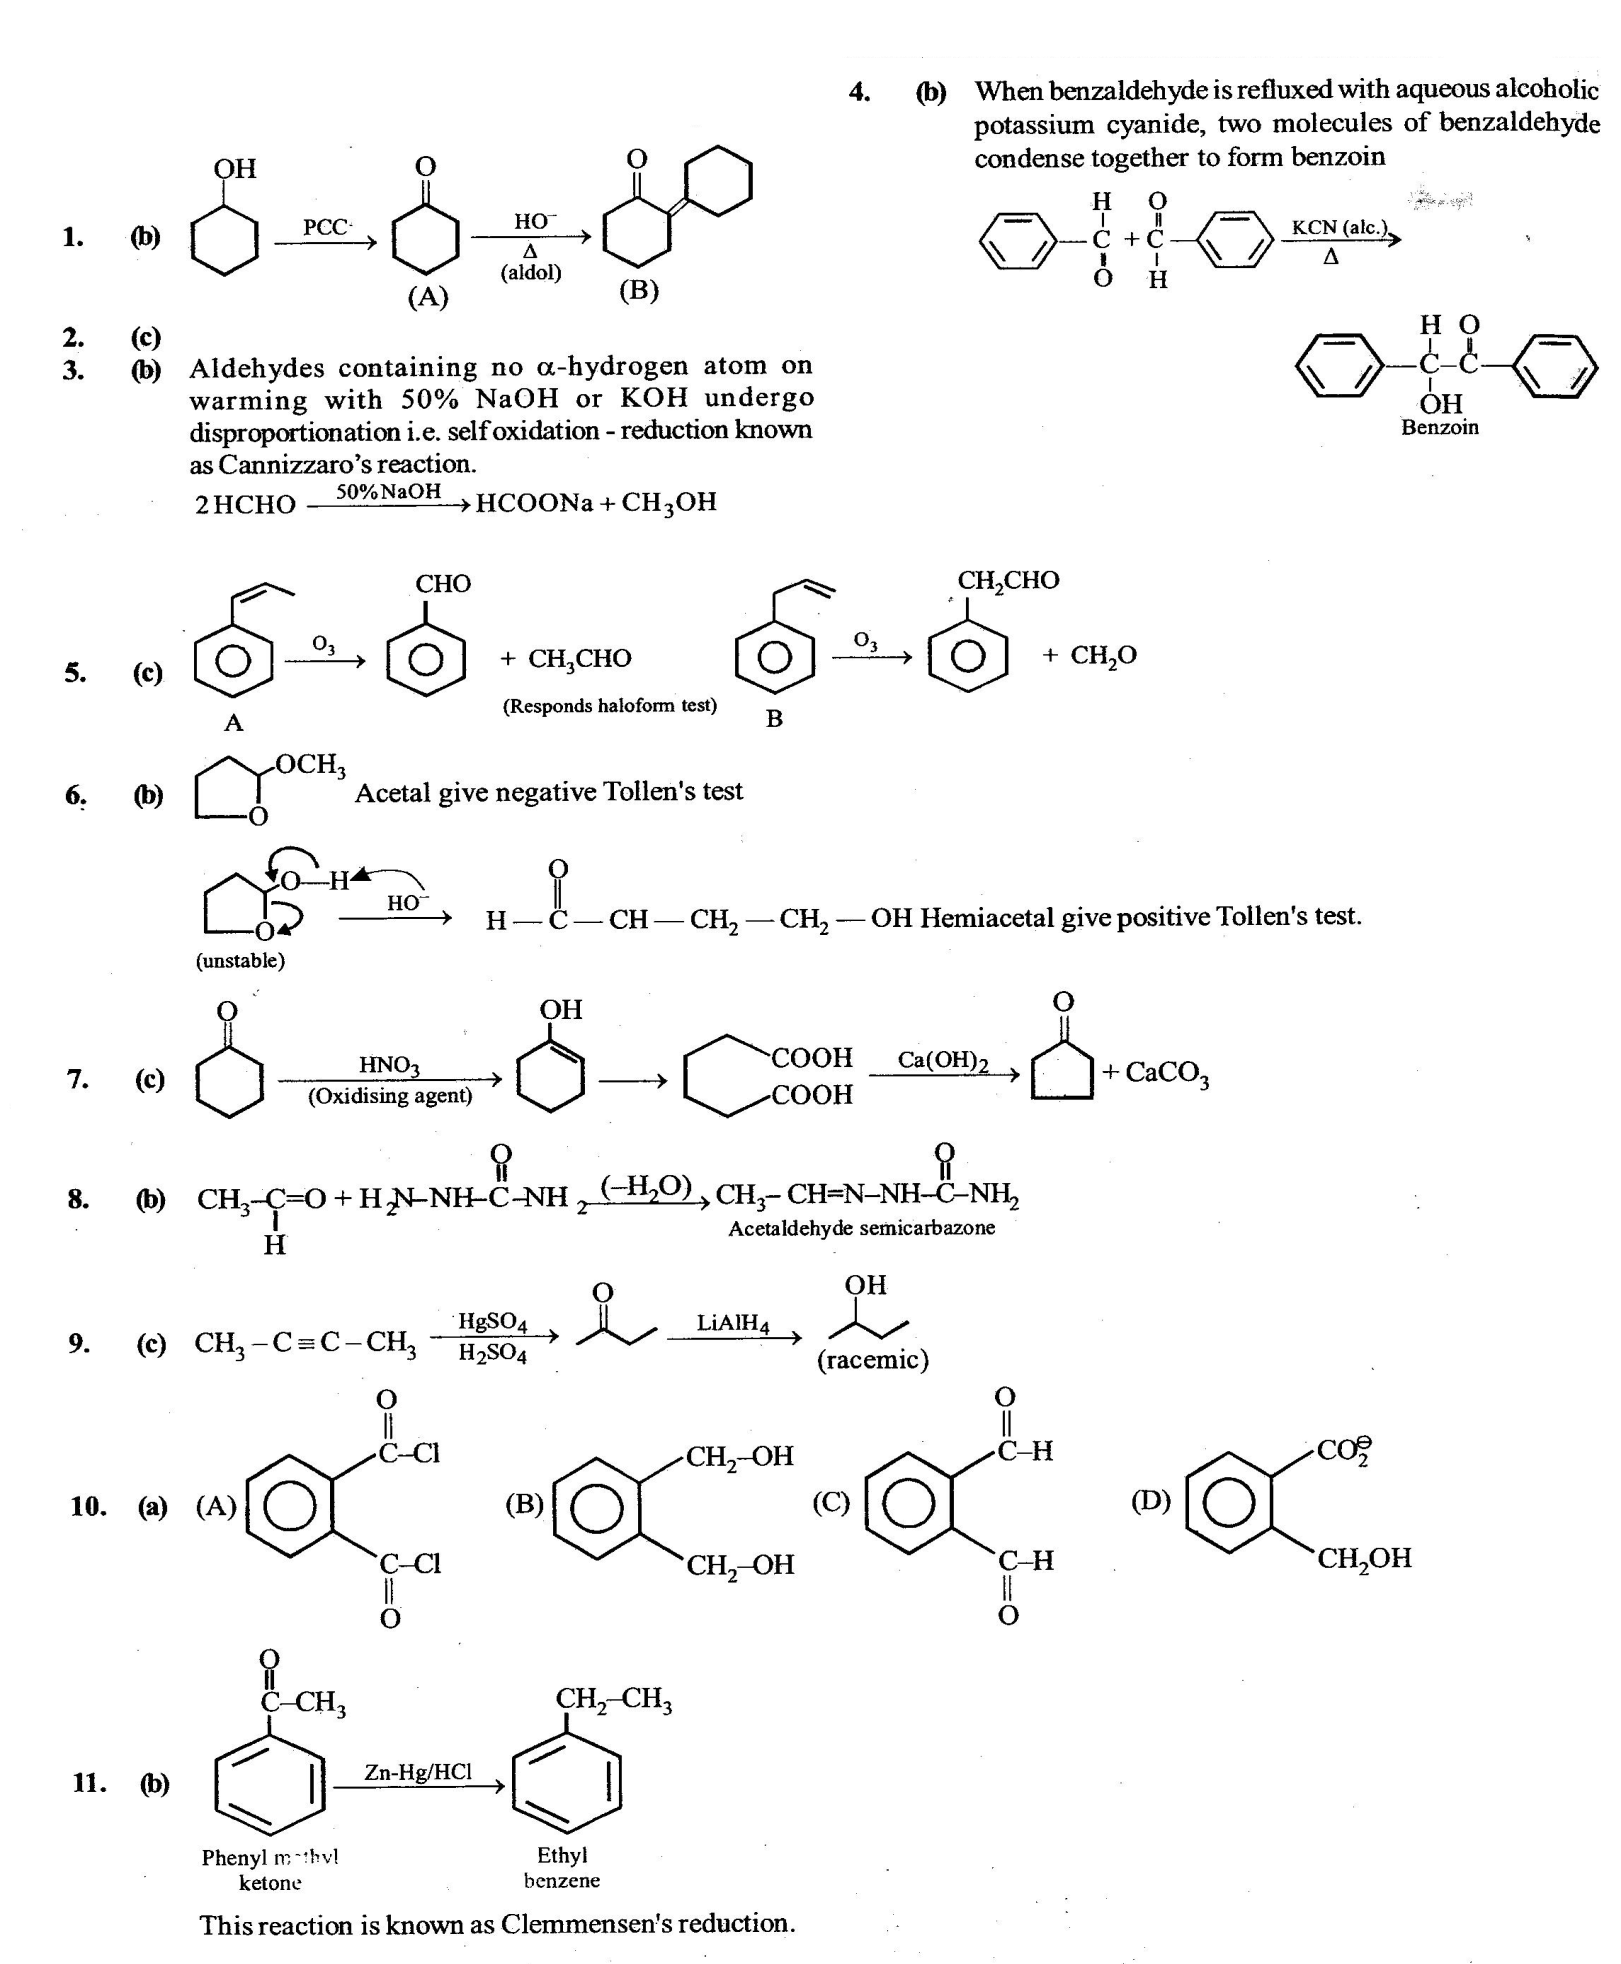 1. (b) OH PCC O (A) HO⁻ Δ (aldol) O (B)
2. (c)
3. (b) Aldehydes containing no α-hydrogen atom on
warming with 50% NaOH or KOH undergo
disproportionation i.e. self oxidation - reduction known
as Cannizzaro's reaction.
2HCHO 50%NaOH → HCOONa + CH₃OH
4. (b) When benzaldehyde is refluxed with aqueous alcoholic
potassium cyanide, two molecules of benzaldehyde
condense together to form benzoin
H O
C + C KCN (alc.) → Δ
O H
H O
C–C
OH
Benzoin
CHO CH₂CHO
5. (c) O₃ → + CH₃CHO O₃ → + CH₂O
(Responds haloform test)
A B
6. (b) OCH₃ O Acetal give negative Tollen's test
O
O–H HO⁻ → H–C–CH–CH₂–CH₂–OH Hemiacetal give positive Tollen's test.
O
(unstable)
O OH O
7. (c) HNO₃ (Oxidising agent) → → COOH COOH Ca(OH)₂ → + CaCO₃
O O
8. (b) CH₃–C=O + H₂N–NH–C–NH₂ (–H₂O) → CH₃–CH=N–NH–C–NH₂
H
Acetaldehyde semicarbazone
O OH
9. (c) CH₃–C≡C–CH₃ HgSO₄ H₂SO₄ → LiAlH₄ →
(racemic)
O O
C–Cl CH₂–OH C–H CO₂⊖
10. (a) (A) (B) (C) (D)
C–Cl CH₂–OH C–H CH₂OH
O O
O
C–CH₃ CH₂–CH₃
11. (b) Zn-Hg/HCl →
Phenyl Ethyl
ketone benzene
This reaction is known as Clemmensen's reduction.